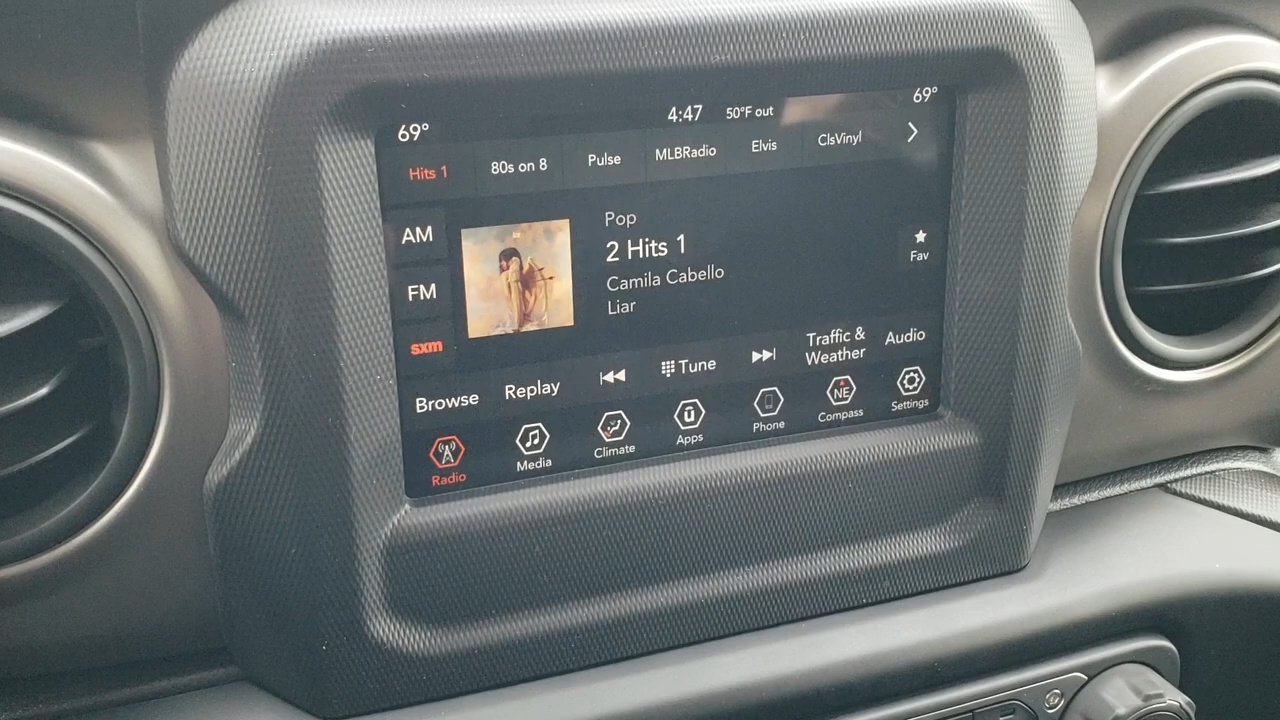 69° 4:47 50°F out 69°
Hits 1 80s on 8 Pulse MLBRadio Elvis ClsVinyl
AM
FM
sxm
Pop
2 Hits 1
Camila Cabello
Liar
Fav
Browse Replay Tune Traffic & Weather Audio
Radio Media Climate ū Apps Phone NE Compass Settings